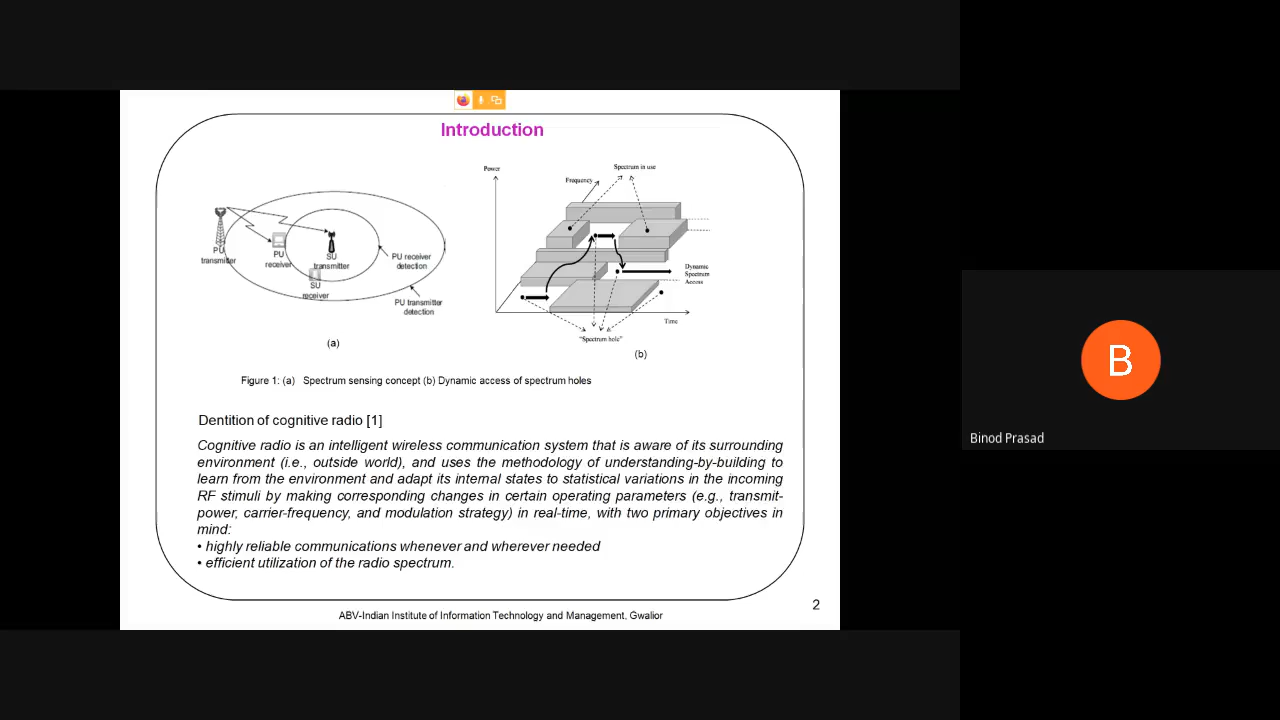 Introduction
Power
Frequency
Spectrum in use
PU
transmitter
PU
receiver
SU
transmitter
SU
receiver
PU receiver
detection
PU transmitter
detection
Dynamic
Spectrum
Access
Time
"Spectrum hole"
(a)
(b)
Figure 1: (a) Spectrum sensing concept (b) Dynamic access of spectrum holes
Dentition of cognitive radio [1]
Cognitive radio is an intelligent wireless communication system that is aware of its surrounding
environment (i.e., outside world), and uses the methodology of understanding-by-building to
learn from the environment and adapt its internal states to statistical variations in the incoming
RF stimuli by making corresponding changes in certain operating parameters (e.g., transmit-
power, carrier-frequency, and modulation strategy) in real-time, with two primary objectives in
mind:
• highly reliable communications whenever and wherever needed
• efficient utilization of the radio spectrum.
2
ABV-Indian Institute of Information Technology and Management, Gwalior
B
Binod Prasad